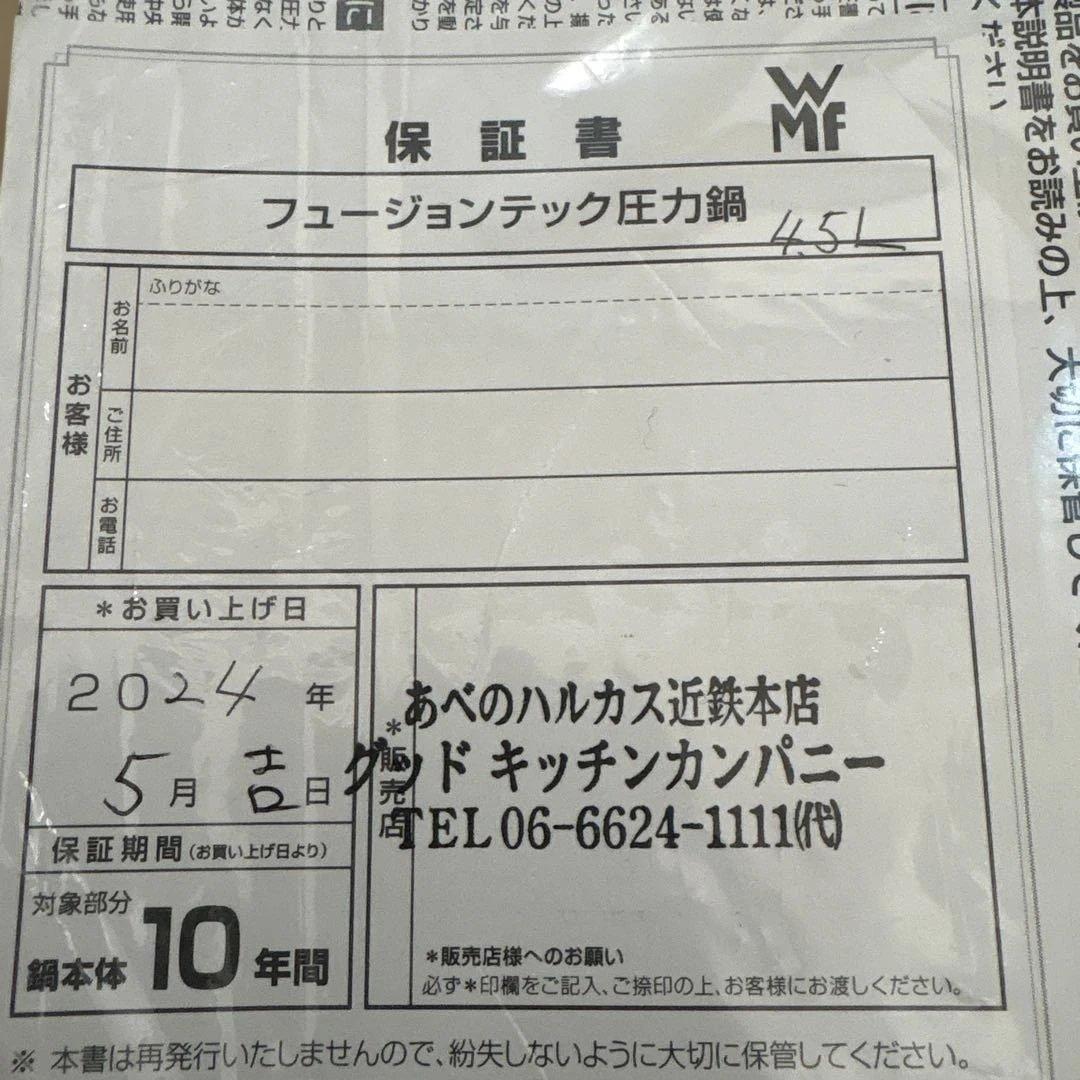 WMF
保証書
フュージョンテック圧力鍋 4.5L
お客様
お名前
ふりがな
ご住所
お電話
*お買い上げ日
2024年
5月吉日
保証期間(お買い上げ日より)
対象部分
鍋本体 10年間
*販売店
あべのハルカス近鉄本店
グッド キッチンカンパニー
TEL 06-6624-1111(代)
*販売店様へのお願い
必ず*印欄をご記入、ご捺印の上、お客様にお渡しください。
※ 本書は再発行いたしませんので、紛失しないように大切に保管してください。
本説明書をお読みの上、大切に保管して
ください